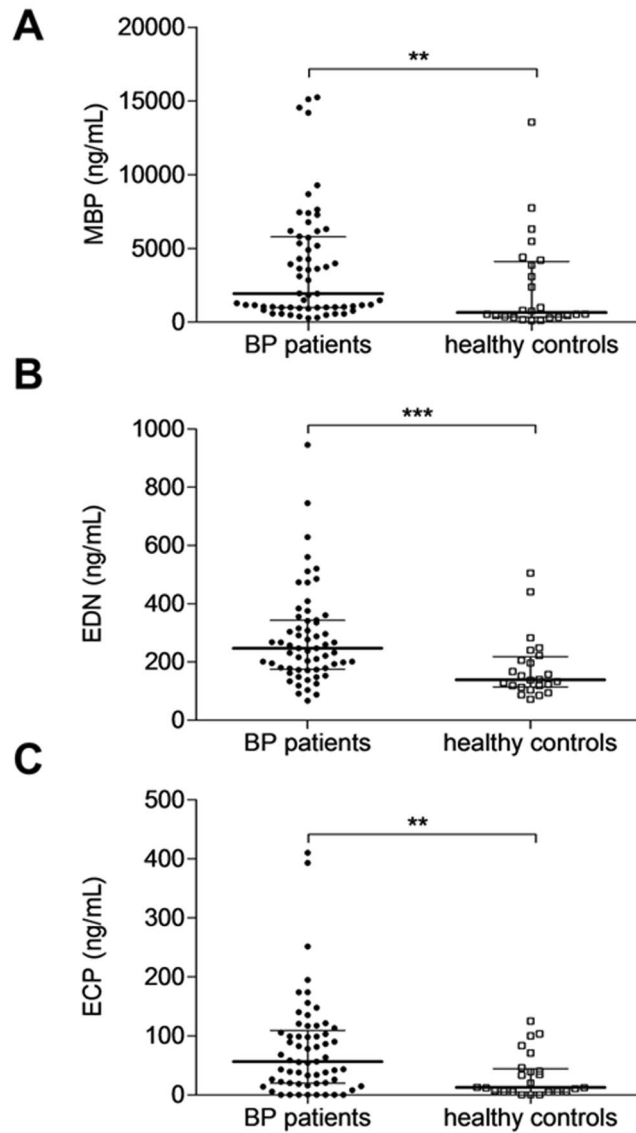 A
20000
**
15000
10000
5000
0
MBP (ng/mL)
BP patients
healthy controls
B
1000
***
800
600
400
200
0
EDN (ng/mL)
BP patients
healthy controls
C
500
**
400
300
200
100
0
ECP (ng/mL)
BP patients
healthy controls